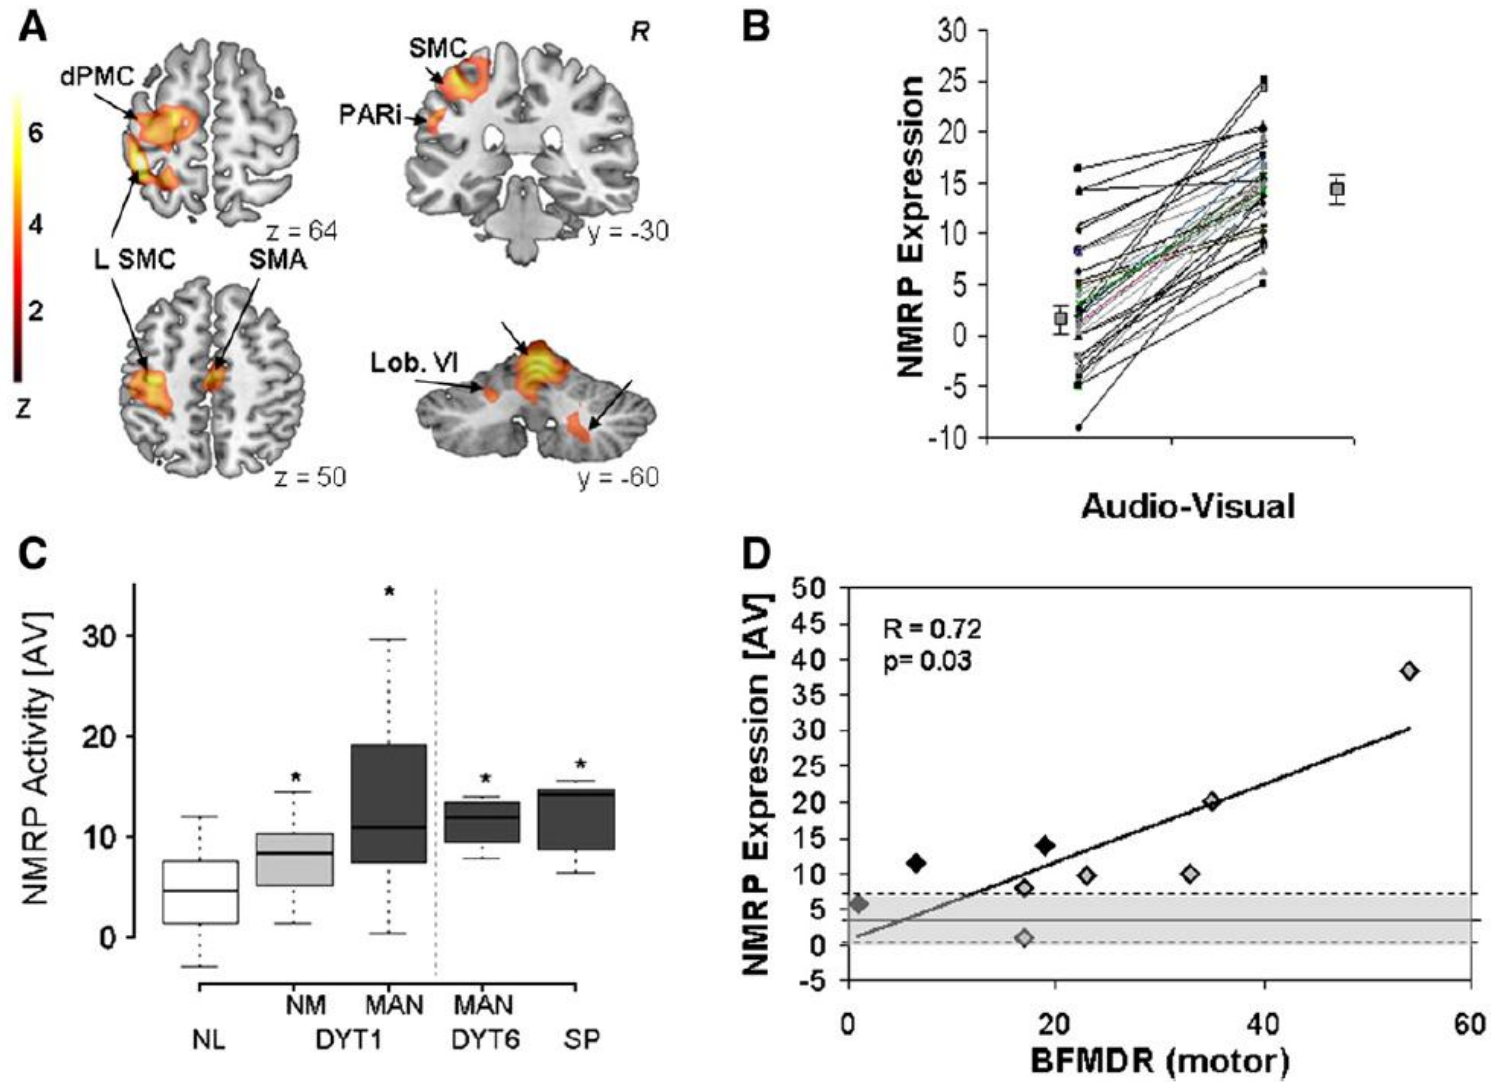 A
R
dPMC
SMC
PARi
6
4
2
Z
z = 64
y = -30
L SMC
SMA
Lob. VI
z = 50
y = -60
B
NMRP Expression
30
25
20
15
10
5
0
-5
-10
Audio-Visual
C
NMRP Activity [AV]
30
20
10
0
*
*
*
*
NM
MAN
MAN
NL
DYT1
DYT6
SP
D
NMRP Expression [AV]
50
45
40
35
30
25
20
15
10
5
0
-5
R = 0.72
p= 0.03
0
20
40
60
BFMDR (motor)